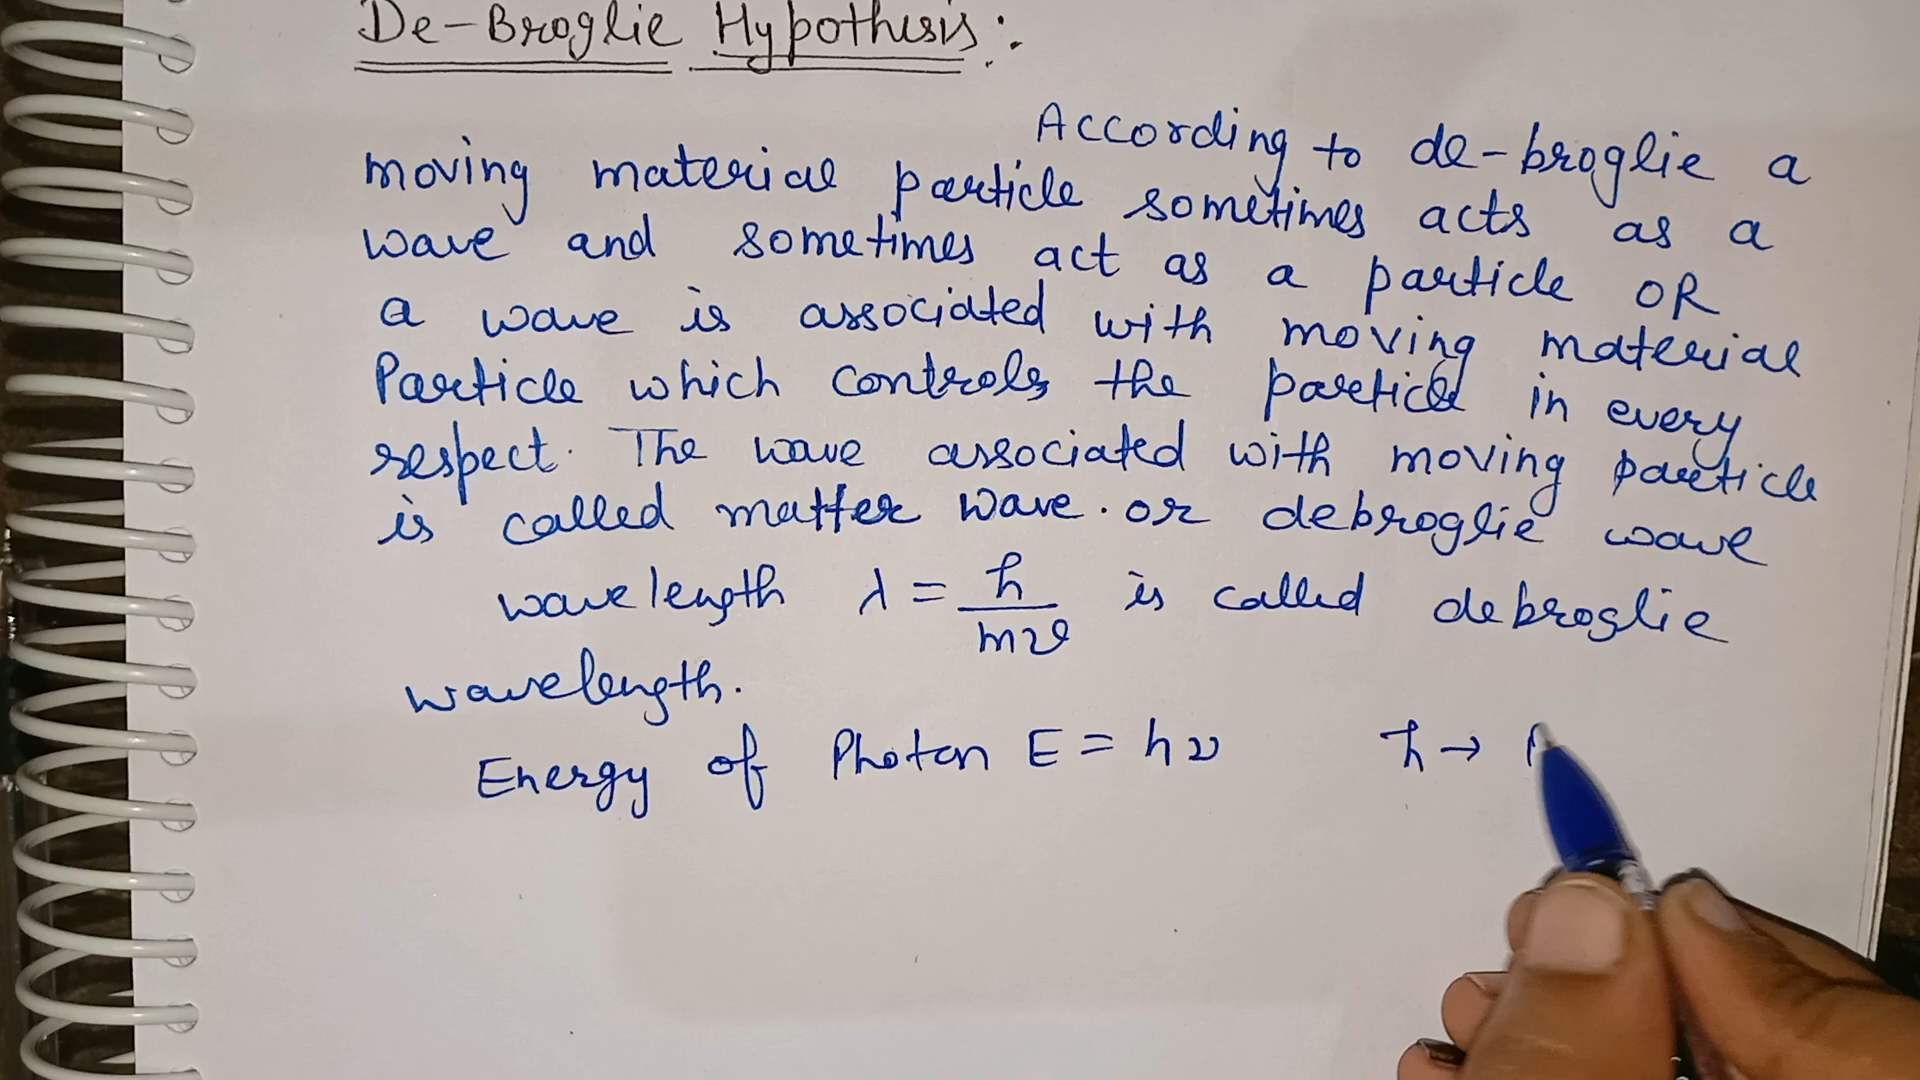 De-Broglie Hypothesis:
According to de-broglie a
moving material particle sometimes acts as a
wave and sometimes act as a particle OR
a wave is associated with moving material
Particle which controls the particle in every
respect. The wave associated with moving particle
is called matter wave. or debroglie wave
wavelength λ = ħ/mv is called debroglie
wavelength.
Energy of Photon E = hν ħ →